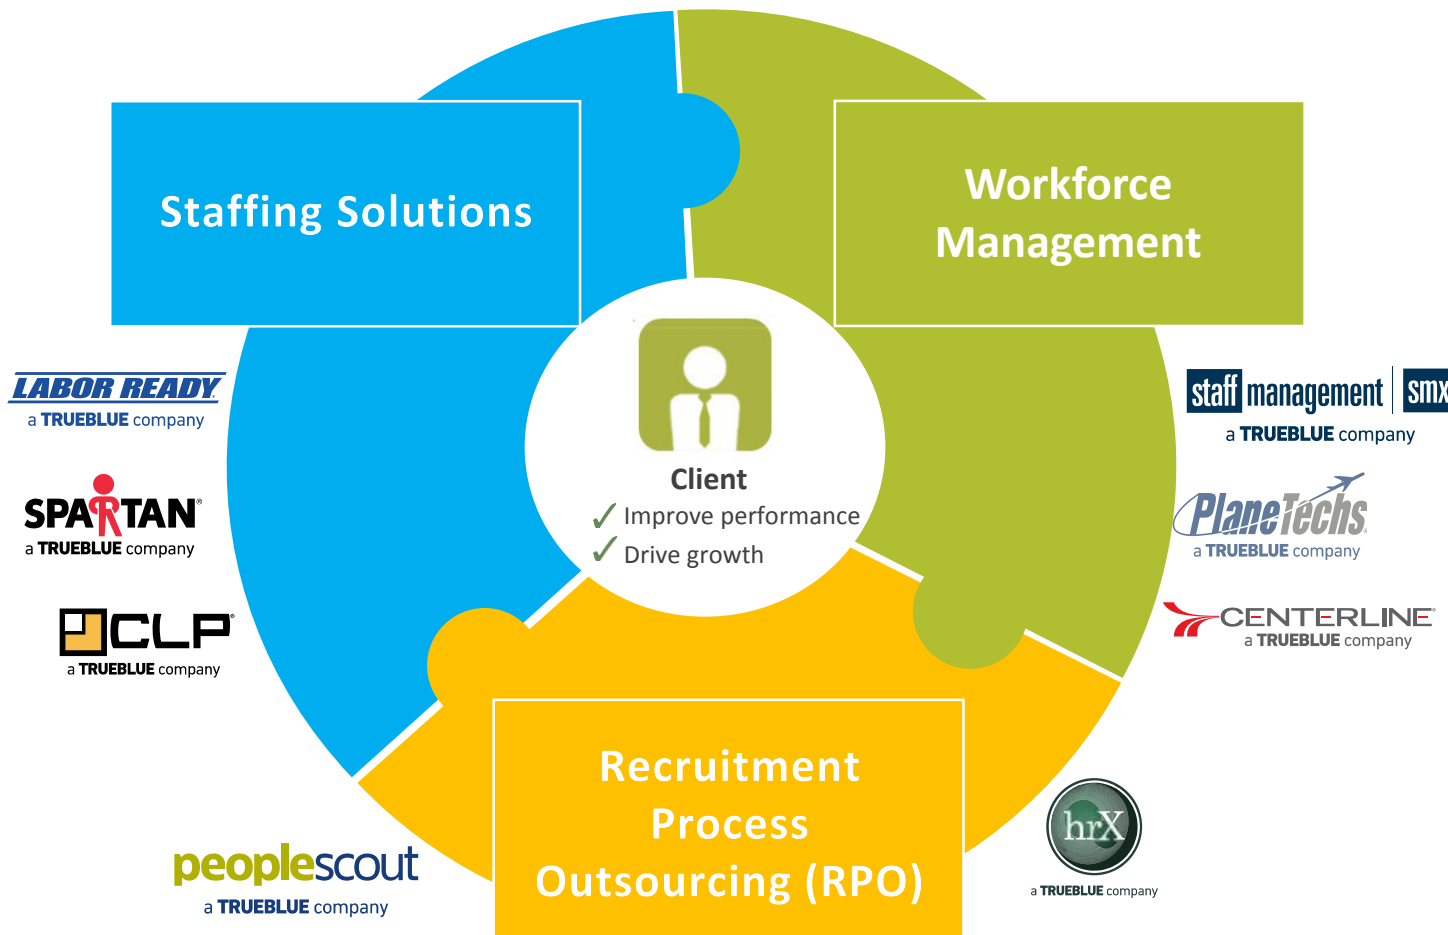 Staffing Solutions
Workforce
Management
LABOR READY
a TRUEBLUE company
SPARTAN®
a TRUEBLUE company
CLP®
a TRUEBLUE company
Client
✓ Improve performance
✓ Drive growth
staff management | smx
a TRUEBLUE company
PlaneTechs
a TRUEBLUE company
CENTERLINE®
a TRUEBLUE company
Recruitment
Process
Outsourcing (RPO)
peoplescout
a TRUEBLUE company
hrX
a TRUEBLUE company